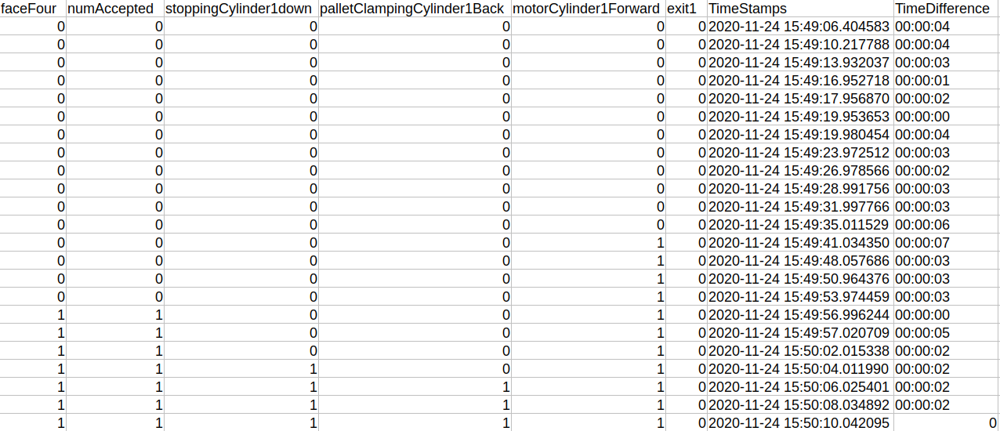 faceFour numAccepted stoppingCylinder1down palletClampingCylinder1Back motorCylinder1Forward exit1 TimeStamps TimeDifference
0 0 0 0 0 0 2020-11-24 15:49:06.404583 00:00:04
0 0 0 0 0 0 2020-11-24 15:49:10.217788 00:00:04
0 0 0 0 0 0 2020-11-24 15:49:13.932037 00:00:03
0 0 0 0 0 0 2020-11-24 15:49:16.952718 00:00:01
0 0 0 0 0 0 2020-11-24 15:49:17.956870 00:00:02
0 0 0 0 0 0 2020-11-24 15:49:19.953653 00:00:00
0 0 0 0 0 0 2020-11-24 15:49:19.980454 00:00:04
0 0 0 0 0 0 2020-11-24 15:49:23.972512 00:00:03
0 0 0 0 0 0 2020-11-24 15:49:26.978566 00:00:02
0 0 0 0 0 0 2020-11-24 15:49:28.991756 00:00:03
0 0 0 0 0 0 2020-11-24 15:49:31.997766 00:00:03
0 0 0 0 0 0 2020-11-24 15:49:35.011529 00:00:06
0 0 0 0 1 0 2020-11-24 15:49:41.034350 00:00:07
0 0 0 0 1 0 2020-11-24 15:49:48.057686 00:00:03
0 0 0 0 1 0 2020-11-24 15:49:50.964376 00:00:03
0 0 0 0 1 0 2020-11-24 15:49:53.974459 00:00:03
1 1 0 0 1 0 2020-11-24 15:49:56.996244 00:00:00
1 1 0 0 1 0 2020-11-24 15:49:57.020709 00:00:05
1 1 0 0 1 0 2020-11-24 15:50:02.015338 00:00:02
1 1 1 0 1 0 2020-11-24 15:50:04.011990 00:00:02
1 1 1 1 1 0 2020-11-24 15:50:06.025401 00:00:02
1 1 1 1 1 0 2020-11-24 15:50:08.034892 00:00:02
1 1 1 1 1 0 2020-11-24 15:50:10.042095 0